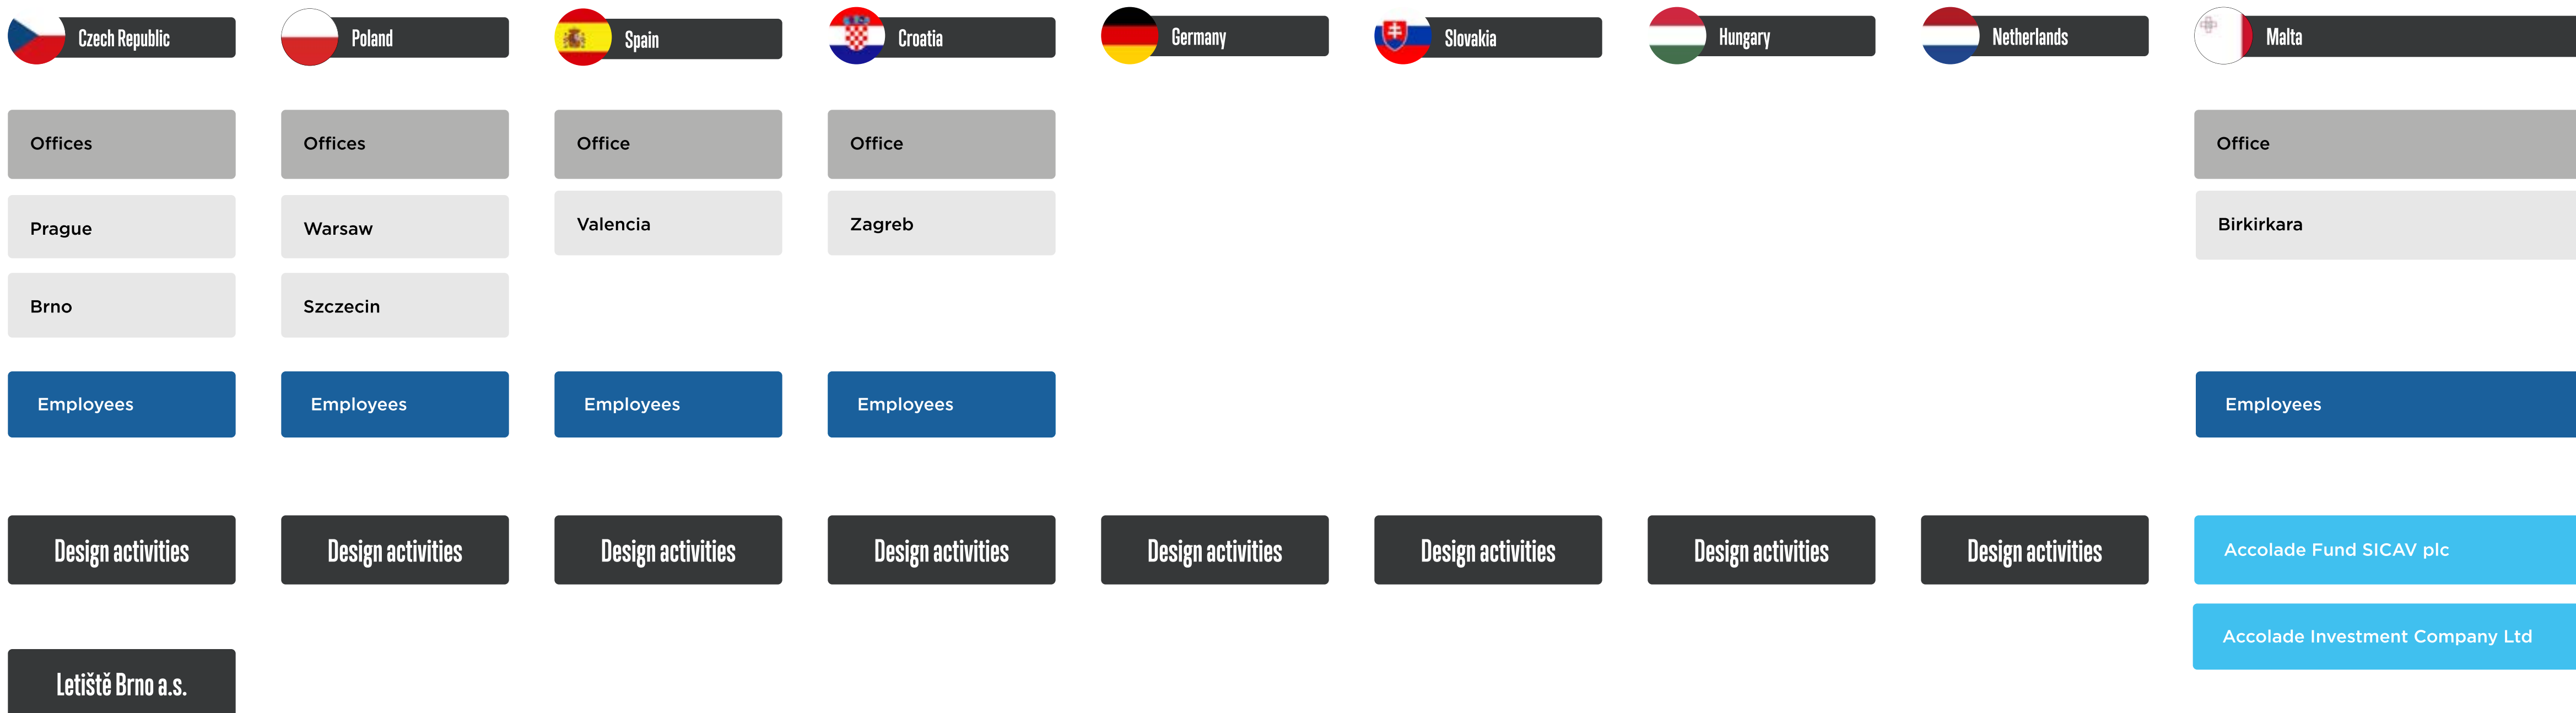 Czech Republic
Poland
Spain
Croatia
Germany
Slovakia
Hungary
Netherlands
Malta
Offices
Offices
Office
Office
Office
Prague
Warsaw
Valencia
Zagreb
Birkirkara
Brno
Szczecin
Employees
Employees
Employees
Employees
Employees
Design activities
Design activities
Design activities
Design activities
Design activities
Design activities
Design activities
Design activities
Accolade Fund SICAV plc
Accolade Investment Company Ltd
Letiště Brno a.s.